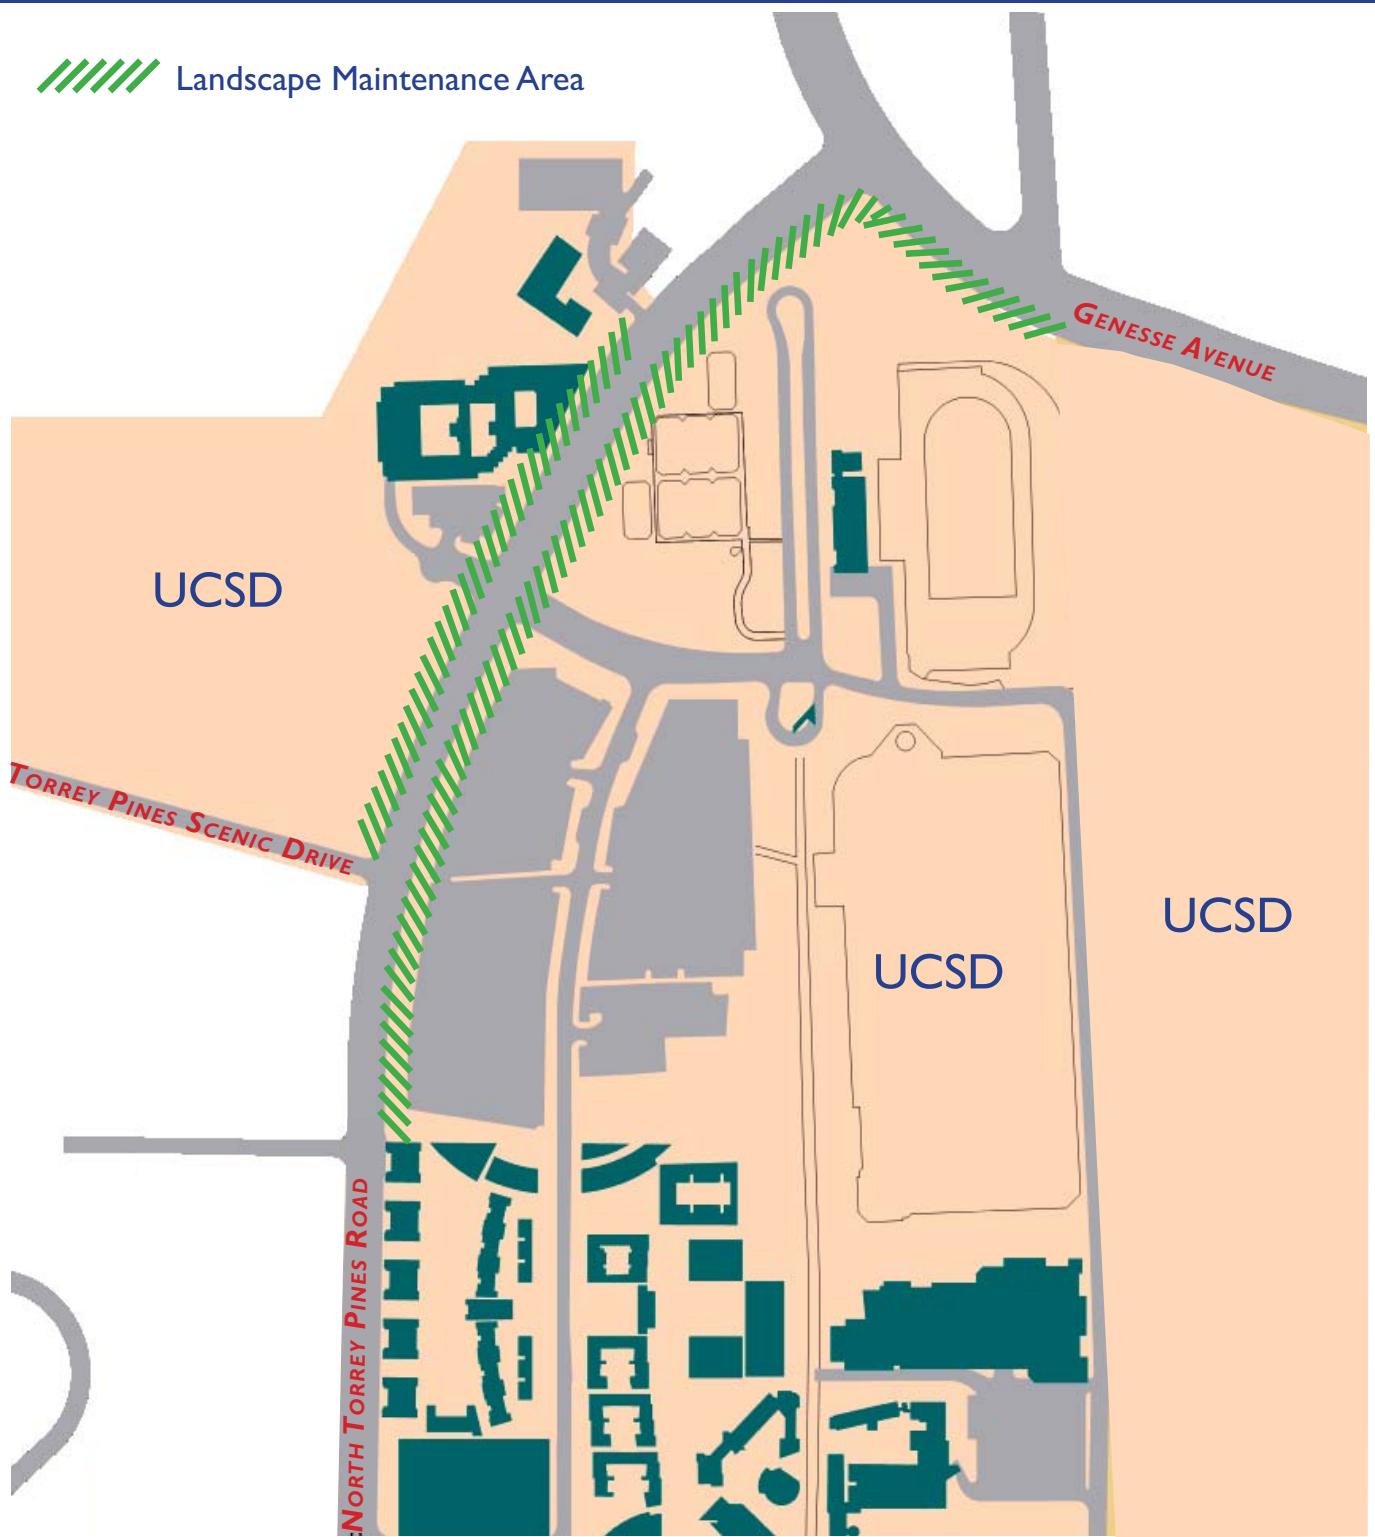 Landscape Maintenance Area
GENESSE AVENUE
UCSD
TORREY PINES SCENIC DRIVE
UCSD
UCSD
NORTH TORREY PINES ROAD